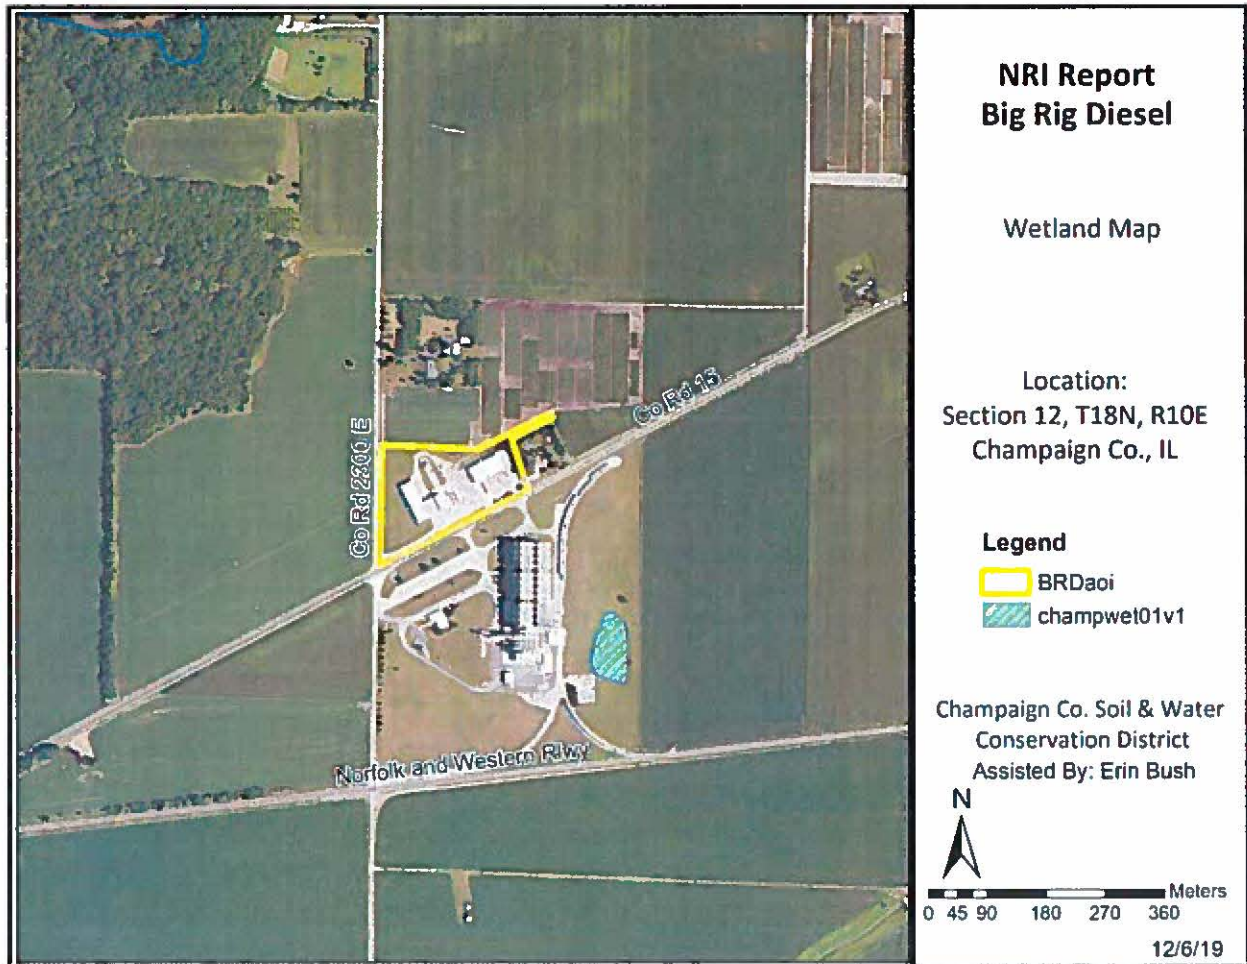 NRI Report
Big Rig Diesel
Wetland Map
Location:
Section 12, T18N, R10E
Champaign Co., IL
Legend
BRDaoi
champwet01v1
Champaign Co. Soil & Water
Conservation District
Assisted By: Erin Bush
N
Meters
0 45 90 180 270 360
12/6/19
Co Rd 15
Co Rd 2300 E
Norfolk and Western Rlwy